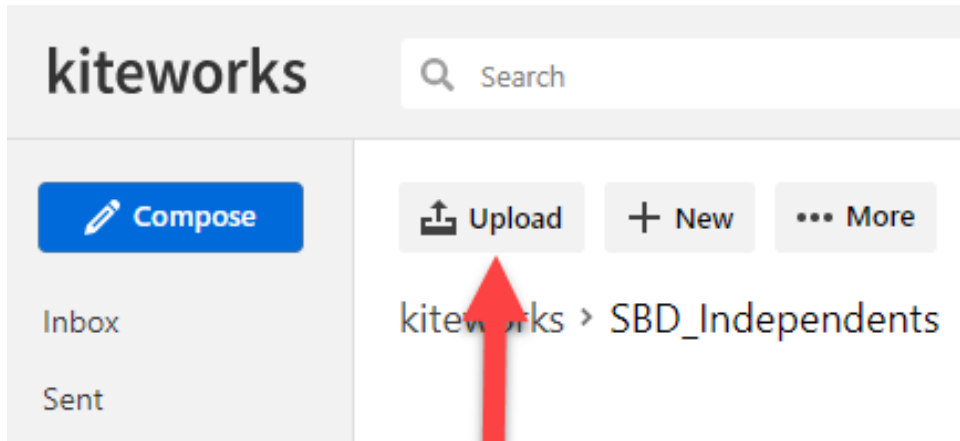 kiteworks
Search
Compose
Upload
New
More
Inbox
kiteworks > SBD_Independents
Sent